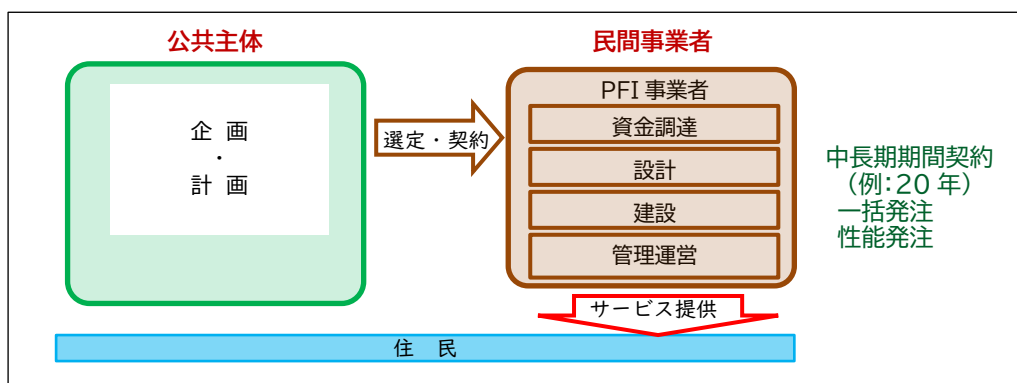 公共主体
企 画
・
計 画
選定・契約
民間事業者
PFI 事業者
資金調達
設計
建設
管理運営
中長期期間契約
（例：20 年）
一括発注
性能発注
サービス提供
住 民